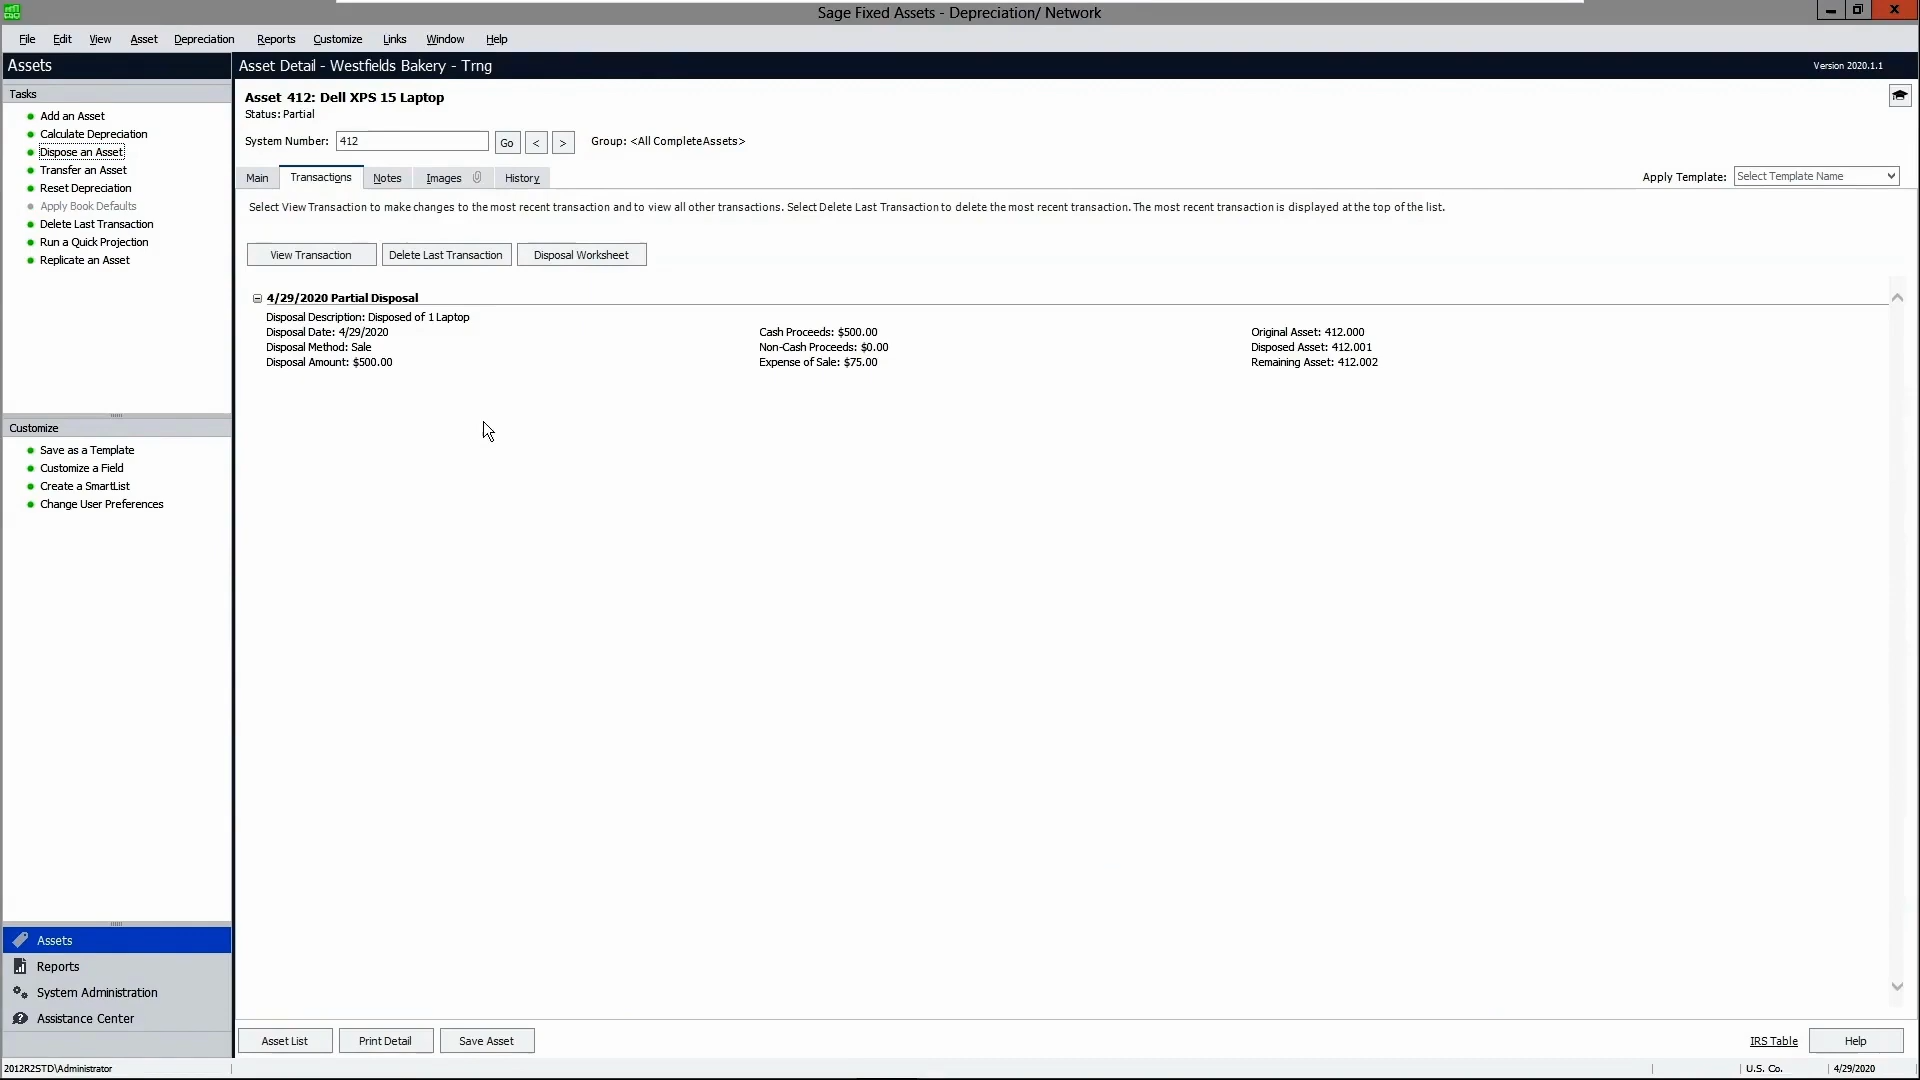 Sage Fixed Assets - Depreciation/ Network
File Edit View Asset Depreciation Reports Customize Links Window Help
Assets
Asset Detail - Westfields Bakery - Trng
Version 2020.1.1
Tasks
Add an Asset
Calculate Depreciation
Dispose an Asset
Transfer an Asset
Reset Depreciation
Apply Book Defaults
Delete Last Transaction
Run a Quick Projection
Replicate an Asset
Customize
Save as a Template
Customize a Field
Create a SmartList
Change User Preferences
Assets
Reports
System Administration
Assistance Center
Asset 412: Dell XPS 15 Laptop
Status: Partial
System Number: 412 Go < > Group: <All Complete Assets>
Main Transactions Notes Images History
Apply Template: Select Template Name
Select View Transaction to make changes to the most recent transaction and to view all other transactions. Select Delete Last Transaction to delete the most recent transaction. The most recent transaction is displayed at the top of the list.
View Transaction Delete Last Transaction Disposal Worksheet
4/29/2020 Partial Disposal
Disposal Description: Disposed of 1 Laptop
Disposal Date: 4/29/2020 Cash Proceeds: $500.00 Original Asset: 412.000
Disposal Method: Sale Non-Cash Proceeds: $0.00 Disposed Asset: 412.001
Disposal Amount: $500.00 Expense of Sale: $75.00 Remaining Asset: 412.002
Asset List Print Detail Save Asset IRS Table Help
2012R2STD\Administrator U.S. Co. 4/29/2020